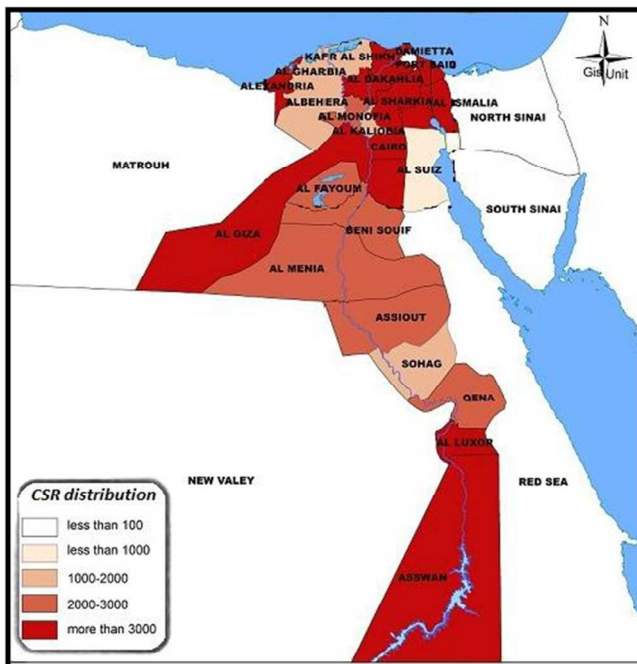 N
Gis Unit
DAMIETTA
KAFR AL SHIKH
PORT SAID
AL GHARBIA
AL DAKAHLIA
ALEXANDRIA
ALBEHERA
AL SHARKIA
AL ISMALIA
NORTH SINAI
AL MONOFIA
AL KALIOBIA
CAIRO
MATROUH
AL SUIZ
AL FAYOUM
SOUTH SINAI
AL GIZA
BENI SOUIF
AL MENIA
ASSIOUT
SOHAG
QENA
AL LUXOR
NEW VALEY
RED SEA
ASSWAN
CSR distribution
less than 100
less than 1000
1000-2000
2000-3000
more than 3000